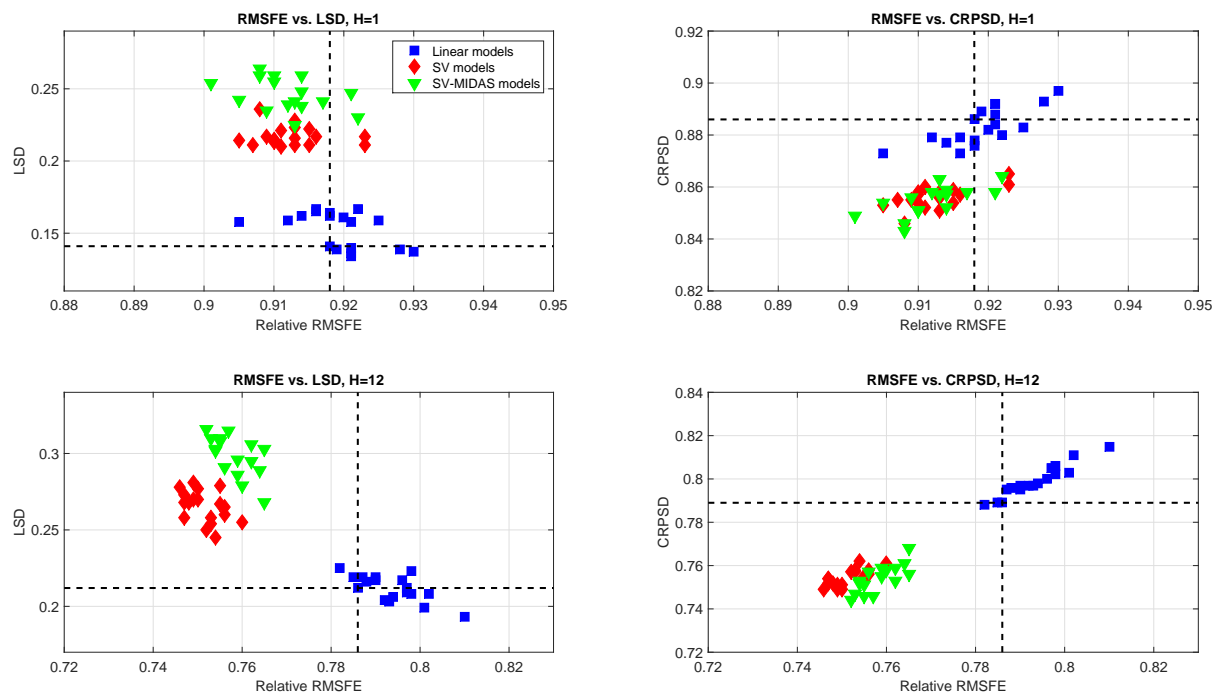 RMSFE vs. LSD, H=1
LSD
0.25
0.2
0.15
0.88 0.9 0.91 0.92 0.93 0.94 0.95
Relative RMSFE
Linear models
SV models
SV-MIDAS models
RMSFE vs. CRPSD, H=1
CRPSD
0.92
0.9
0.88
0.86
0.84
0.82
0.88 0.9 0.91 0.92 0.93 0.94 0.95
Relative RMSFE
RMSFE vs. LSD, H=12
LSD
0.3
0.25
0.2
0.72 0.74 0.76 0.78 0.8 0.82
Relative RMSFE
RMSFE vs. CRPSD, H=12
CRPSD
0.84
0.82
0.8
0.78
0.76
0.74
0.72
0.72 0.74 0.76 0.78 0.8 0.82
Relative RMSFE